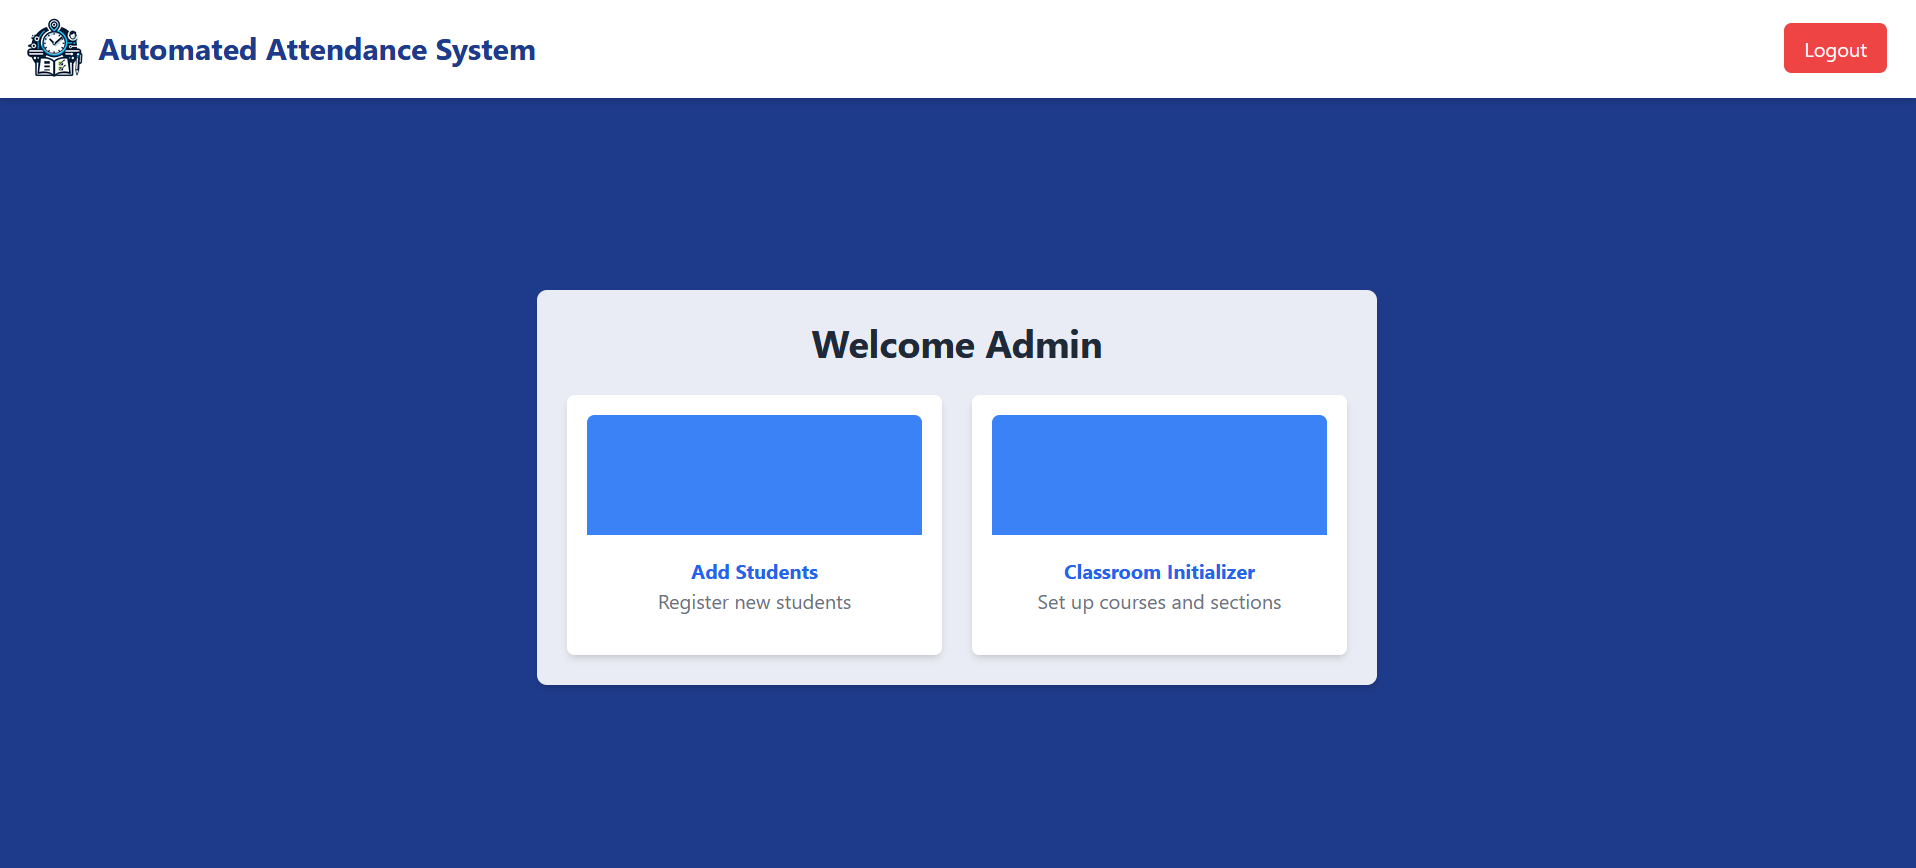 Automated Attendance System
Logout
Welcome Admin
Add Students
Register new students
Classroom Initializer
Set up courses and sections